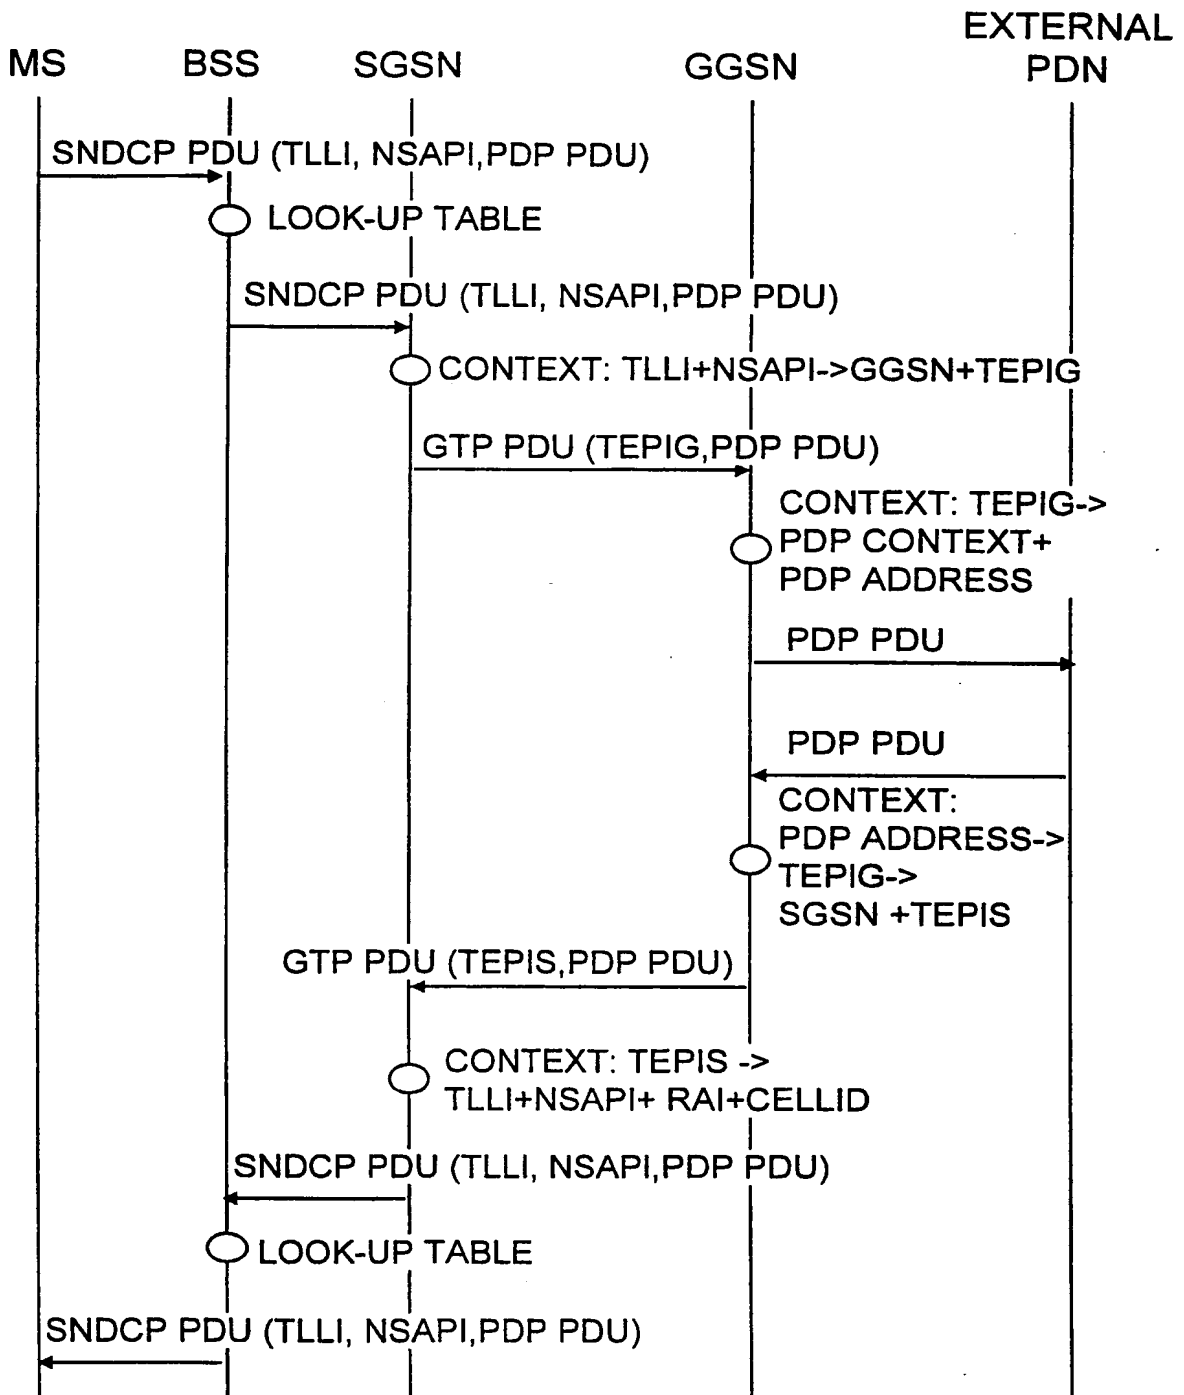 EXTERNAL
MS BSS SGSN GGSN PDN
SNDCP PDU (TLLI, NSAPI,PDP PDU)
LOOK-UP TABLE
SNDCP PDU (TLLI, NSAPI,PDP PDU)
CONTEXT: TLLI+NSAPI->GGSN+TEPIG
GTP PDU (TEPIG,PDP PDU)
CONTEXT: TEPIG->
PDP CONTEXT+
PDP ADDRESS
PDP PDU
PDP PDU
CONTEXT:
PDP ADDRESS->
TEPIG->
SGSN +TEPIS
GTP PDU (TEPIS,PDP PDU)
CONTEXT: TEPIS ->
TLLI+NSAPI+ RAI+CELLID
SNDCP PDU (TLLI, NSAPI,PDP PDU)
LOOK-UP TABLE
SNDCP PDU (TLLI, NSAPI,PDP PDU)